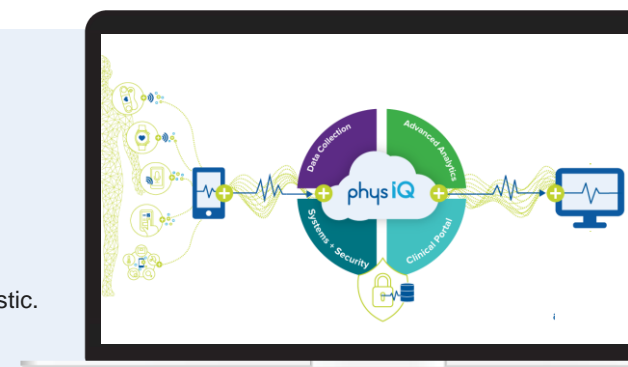 stic.
Data Collection
Advanced Analytics
physIQ
Systems + Security
Clinical Portal